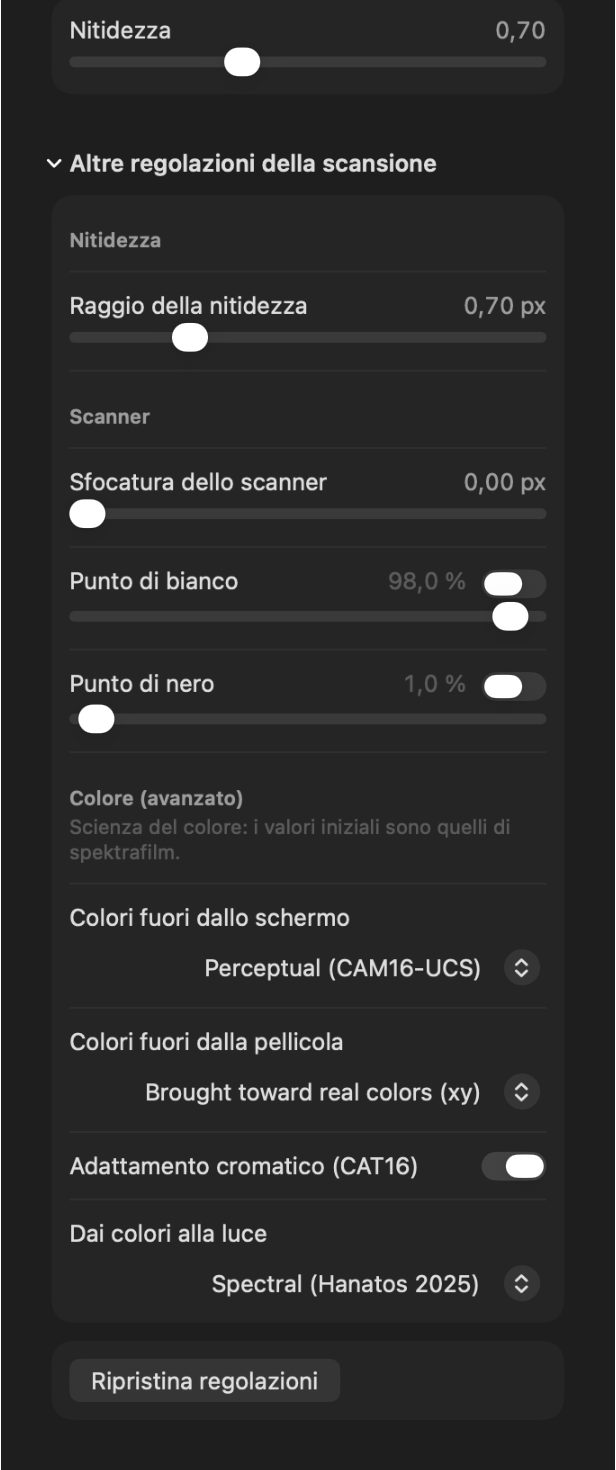 Nitidezza
0,70
Altre regolazioni della scansione
Nitidezza
Raggio della nitidezza
0,70 px
Scanner
Sfocatura dello scanner
0,00 px
Punto di bianco
98,0 %
Punto di nero
1,0 %
Colore (avanzato)
Scienza del colore: i valori iniziali sono quelli di
spektrafilm.
Colori fuori dallo schermo
Perceptual (CAM16-UCS)
Colori fuori dalla pellicola
Brought toward real colors (xy)
Adattamento cromatico (CAT16)
Dai colori alla luce
Spectral (Hanatos 2025)
Ripristina regolazioni